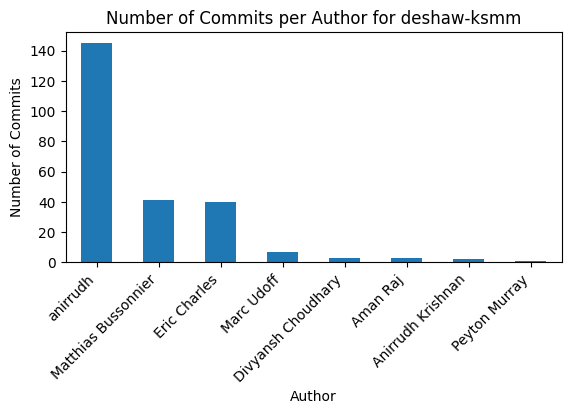 Number of Commits per Author for deshaw-ksmm
Number of Commits
140
120
100
80
60
40
20
0
anirrudh
Matthias Bussonnier
Eric Charles
Marc Udoff
Divyansh Choudhary
Aman Raj
Anirrudh Krishnan
Peyton Murray
Author